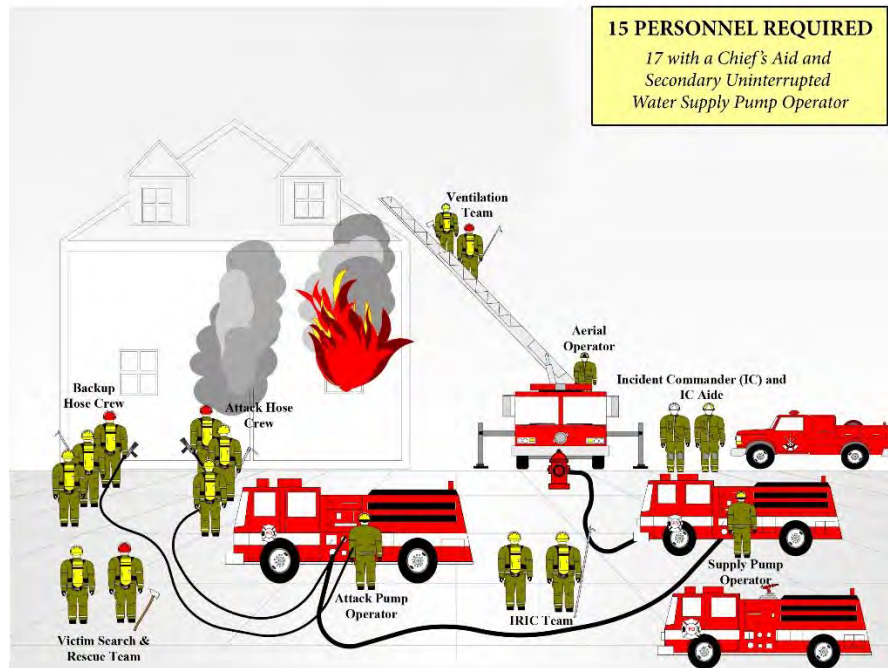 15 PERSONNEL REQUIRED
17 with a Chief's Aid and
Secondary Uninterrupted
Water Supply Pump Operator
Ventilation
Team
Aerial
Operator
Incident Commander (IC) and
IC Aide
Backup
Hose Crew
Attack Hose
Crew
Attack Pump
Operator
IRIC Team
Supply Pump
Operator
Victim Search &
Rescue Team